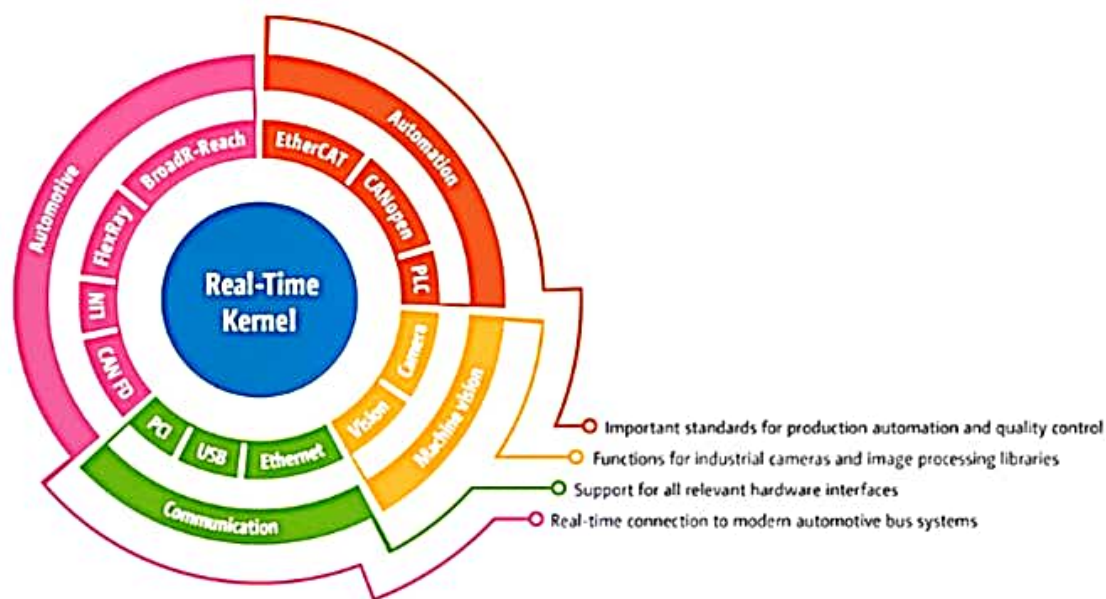 Automotive
BroadR-Reach
FlexRay
LIN
CAN FD
Automation
EtherCAT
CANopen
PLC
Real-Time
Kernel
Camera
Vision
Machine vision
PCI
USB
Ethernet
Communication
Important standards for production automation and quality control
Functions for industrial cameras and image processing libraries
Support for all relevant hardware interfaces
Real-time connection to modern automotive bus systems